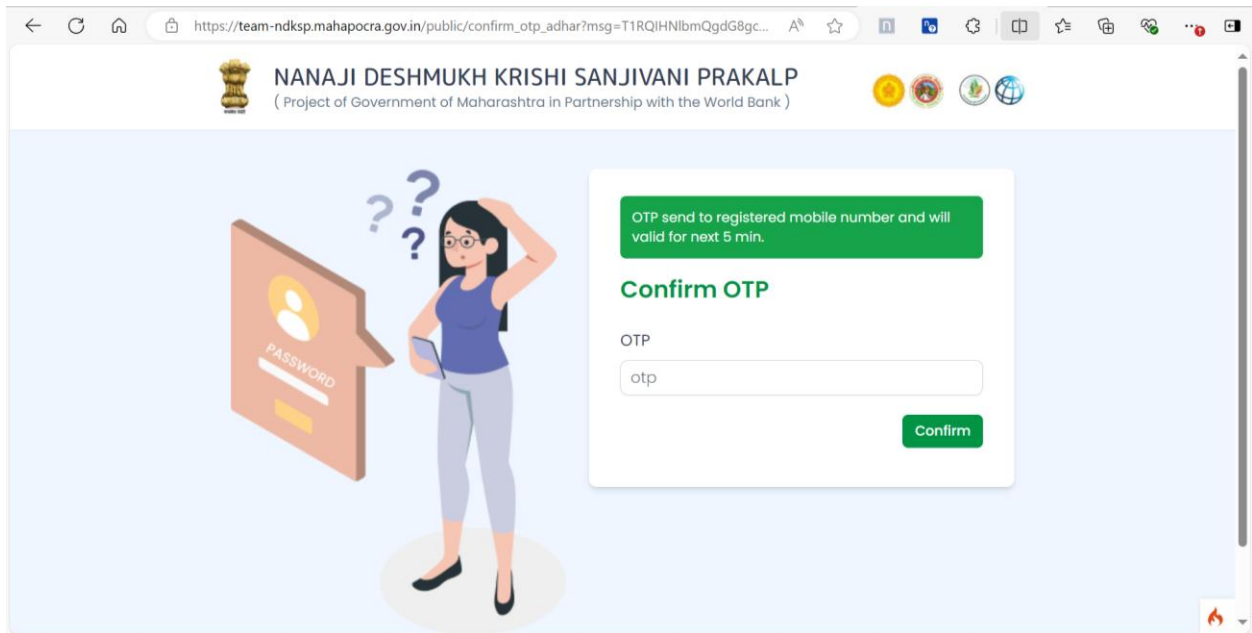 https://team-ndksp.mahapocra.gov.in/public/confirm_otp_adhar?msg=T1RQIHNlbmQgdG8gc...
NANAJI DESHMUKH KRISHI SANJIVANI PRAKALP
( Project of Government of Maharashtra in Partnership with the World Bank )
OTP send to registered mobile number and will
valid for next 5 min.
Confirm OTP
OTP
otp
Confirm
? ? ?
PASSWORD